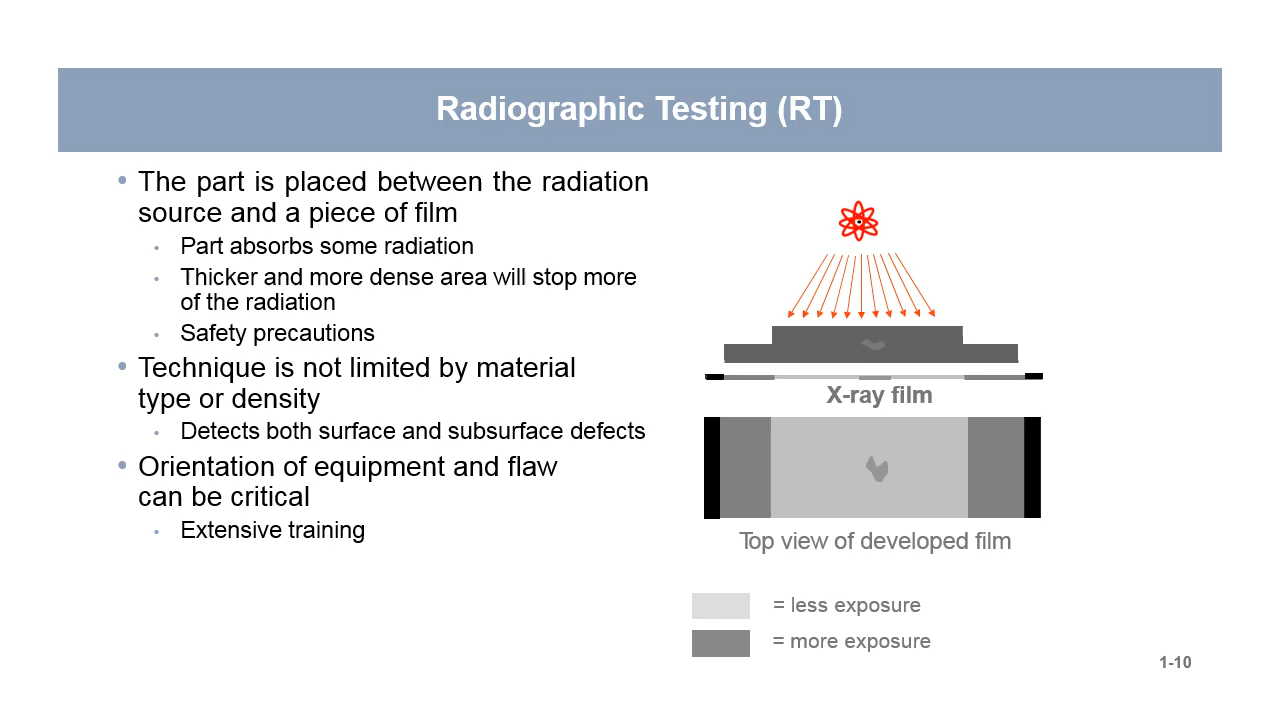 Radiographic Testing (RT)
• The part is placed between the radiation
source and a piece of film
• Part absorbs some radiation
• Thicker and more dense area will stop more
of the radiation
• Safety precautions
• Technique is not limited by material
type or density
• Detects both surface and subsurface defects
• Orientation of equipment and flaw
can be critical
• Extensive training
X-ray film
Top view of developed film
= less exposure
= more exposure
1-10